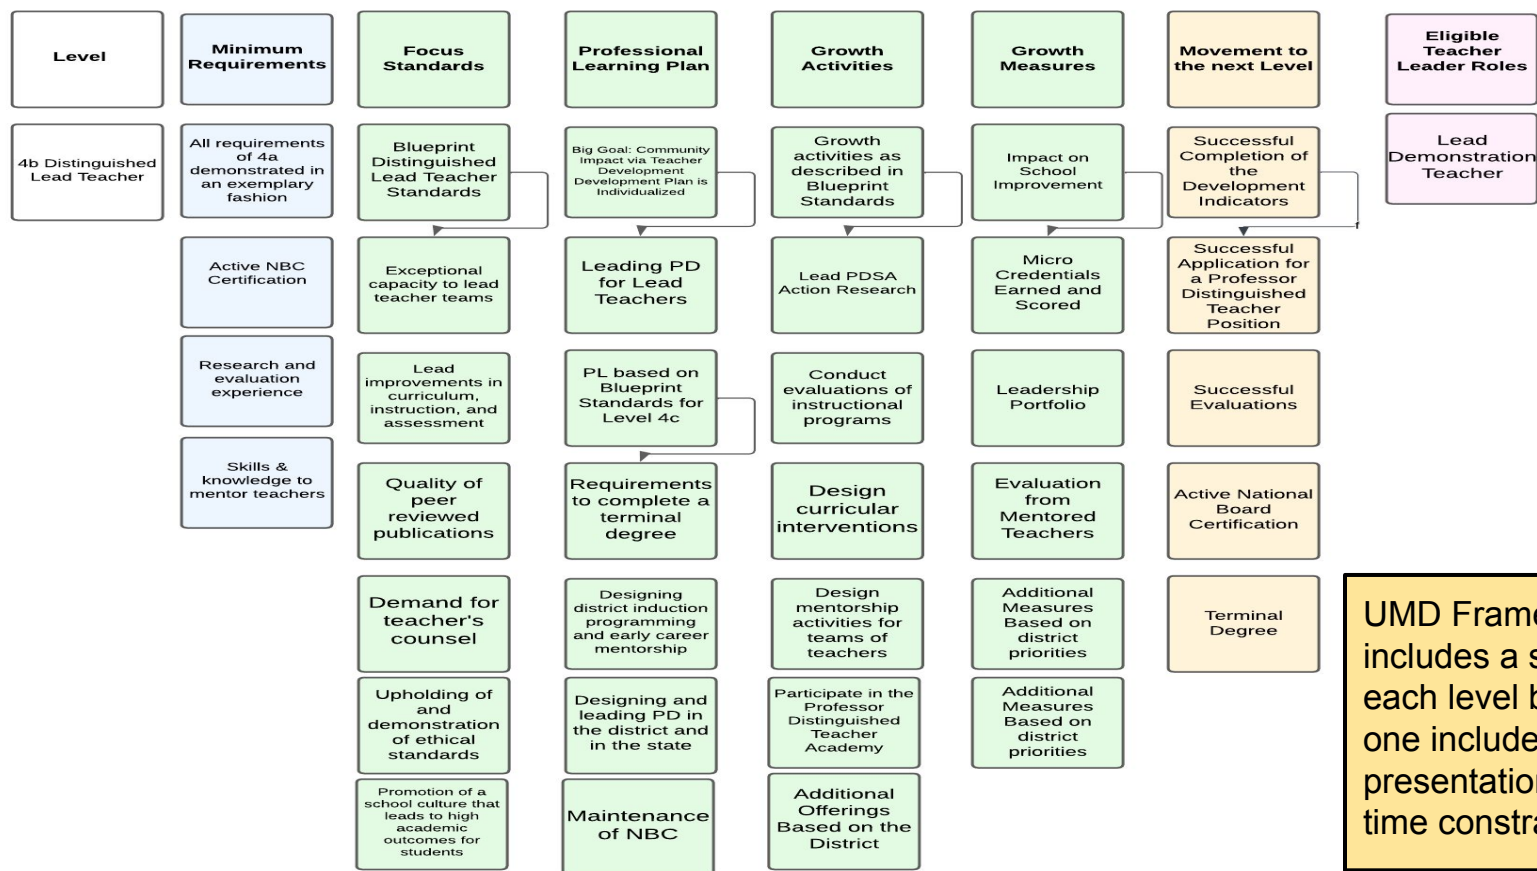 Level
Minimum
Requirements
Focus
Standards
Professional
Learning Plan
Growth
Activities
Growth
Measures
Movement to
the next Level
Eligible
Teacher
Leader Roles
4b Distinguished
Lead Teacher
All requirements
of 4a
demonstrated in
an exemplary
fashion
Blueprint
Distinguished
Lead Teacher
Standards
Big Goal: Community
Impact via Teacher
Development
Development Plan is
Individualized
Growth
activities as
described in
Blueprint
Standards
Impact on
School
Improvement
Successful
Completion of
the
Development
Indicators
Lead
Demonstration
Teacher
f
Active NBC
Certification
Exceptional
capacity to lead
teacher teams
Leading PD
for Lead
Teachers
Lead PDSA
Action Research
Micro
Credentials
Earned and
Scored
Successful
Application for
a Professor
Distinguished
Teacher
Position
Research and
evaluation
experience
Lead
improvements in
curriculum,
instruction, and
assessment
PL based on
Blueprint
Standards for
Level 4c
Conduct
evaluations of
instructional
programs
Leadership
Portfolio
Successful
Evaluations
Skills &
knowledge to
mentor teachers
Quality of
peer
reviewed
publications
Requirements
to complete a
terminal
degree
Design
curricular
interventions
Evaluation
from
Mentored
Teachers
Active National
Board
Certification
Demand for
teacher's
counsel
Designing
district induction
programming
and early career
mentorship
Design
mentorship
activities for
teams of
teachers
Additional
Measures
Based on
district
priorities
Terminal
Degree
Upholding of
and
demonstration
of ethical
standards
Designing and
leading PD in
the district and
in the state
Participate in the
Professor
Distinguished
Teacher
Academy
Additional
Measures
Based on
district
priorities
Promotion of a
school culture that
leads to high
academic
outcomes for
students
Maintenance
of NBC
Additional
Offerings
Based on the
District
UMD Frame
includes a s
each level b
one include
presentation
time constra